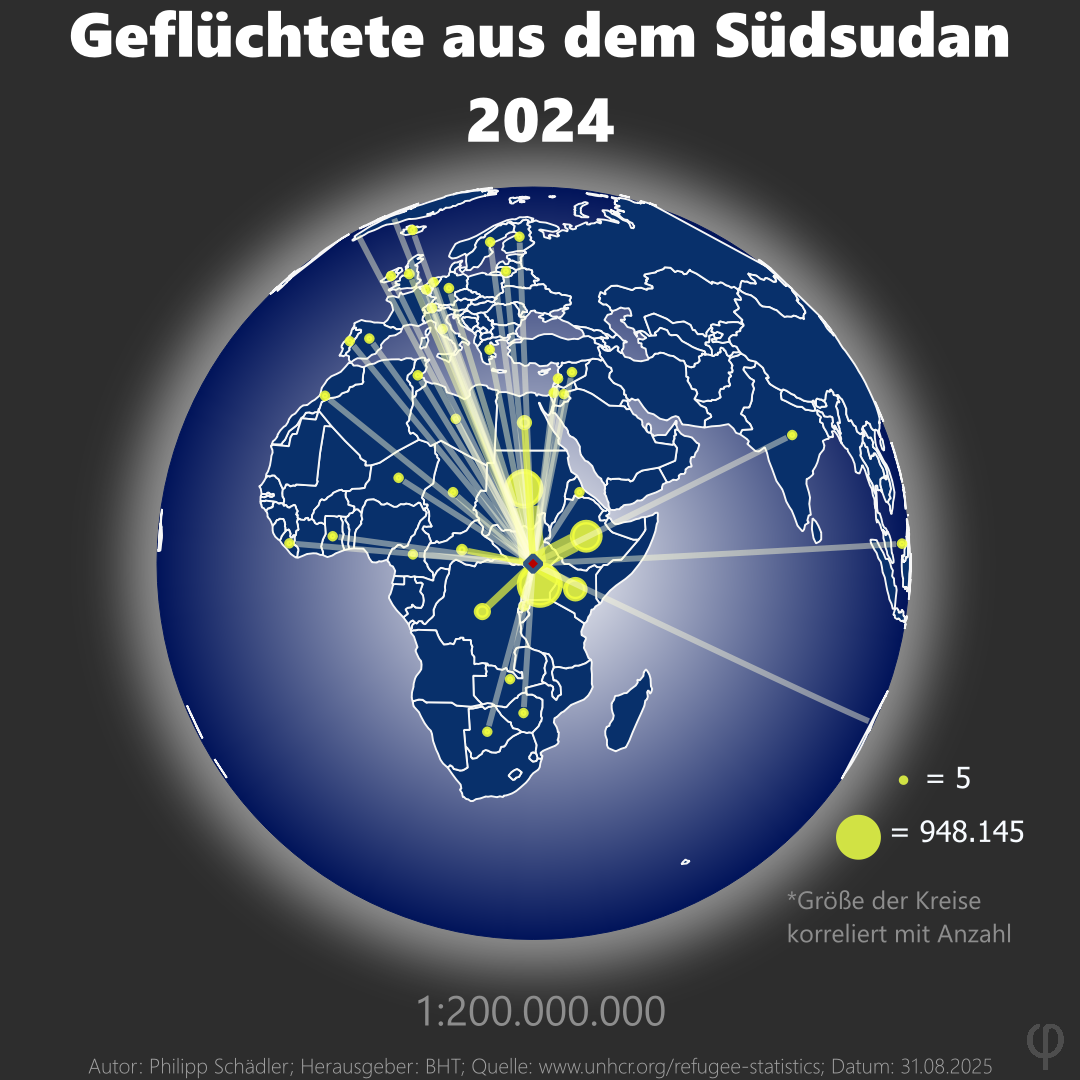 Geflüchtete aus dem Südsudan
2024
= 5
= 948.145
*Größe der Kreise
korreliert mit Anzahl
1:200.000.000
φ
Autor: Philipp Schädler; Herausgeber: BHT; Quelle: www.unhcr.org/refugee-statistics; Datum: 31.08.2025